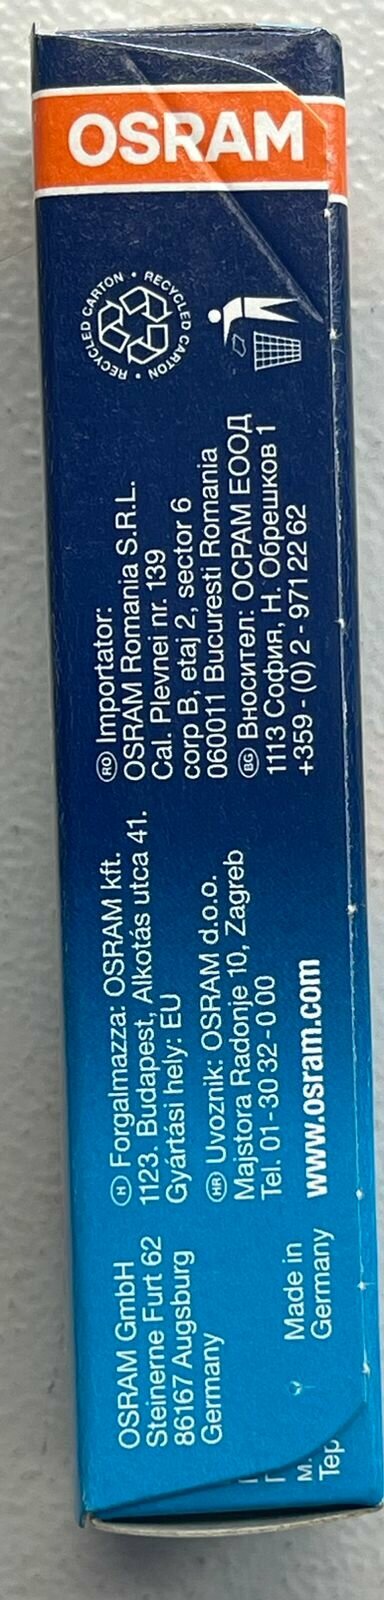 OSRAM
RECYCLED CARTON • RECYCLED CARTON •
OSRAM GmbH
Steinerne Furt 62
86167 Augsburg
Germany
Made in
Germany
H Forgalmazza: OSRAM kft.
1123. Budapest, Alkotás utca 41.
Gyártási hely: EU
HR Uvoznik: OSRAM d.o.o.
Majstora Radonje 10, Zagreb
Tel. 01-30 32-0 00
www.osram.com
RO Importator:
OSRAM Romania S.R.L.
Cal. Plevnei nr. 139
corp B, etaj 2, sector 6
060011 Bucuresti Romania
BG Вносител: ОСРАМ ЕООД
1113 София, Н. Обрешков 1
+359 - (0) 2 - 971 22 62